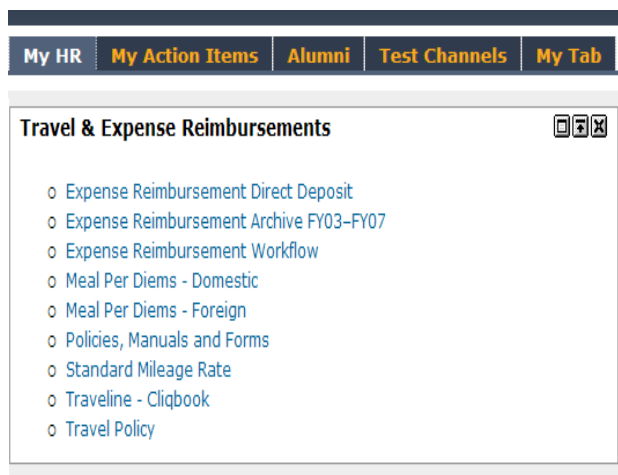 My HR My Action Items Alumni Test Channels My Tab
Travel & Expense Reimbursements
o Expense Reimbursement Direct Deposit
o Expense Reimbursement Archive FY03–FY07
o Expense Reimbursement Workflow
o Meal Per Diems - Domestic
o Meal Per Diems - Foreign
o Policies, Manuals and Forms
o Standard Mileage Rate
o Traveline - Cliqbook
o Travel Policy